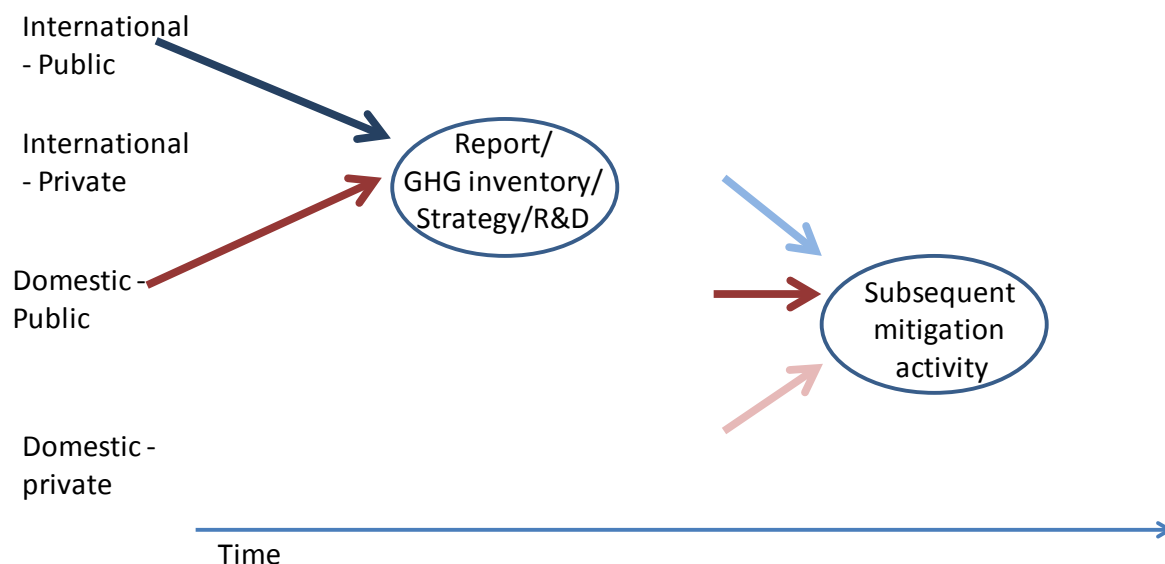 International
- Public
International
- Private
Domestic -
Public
Domestic -
private
Report/
GHG inventory/
Strategy/R&D
Subsequent
mitigation
activity
Time